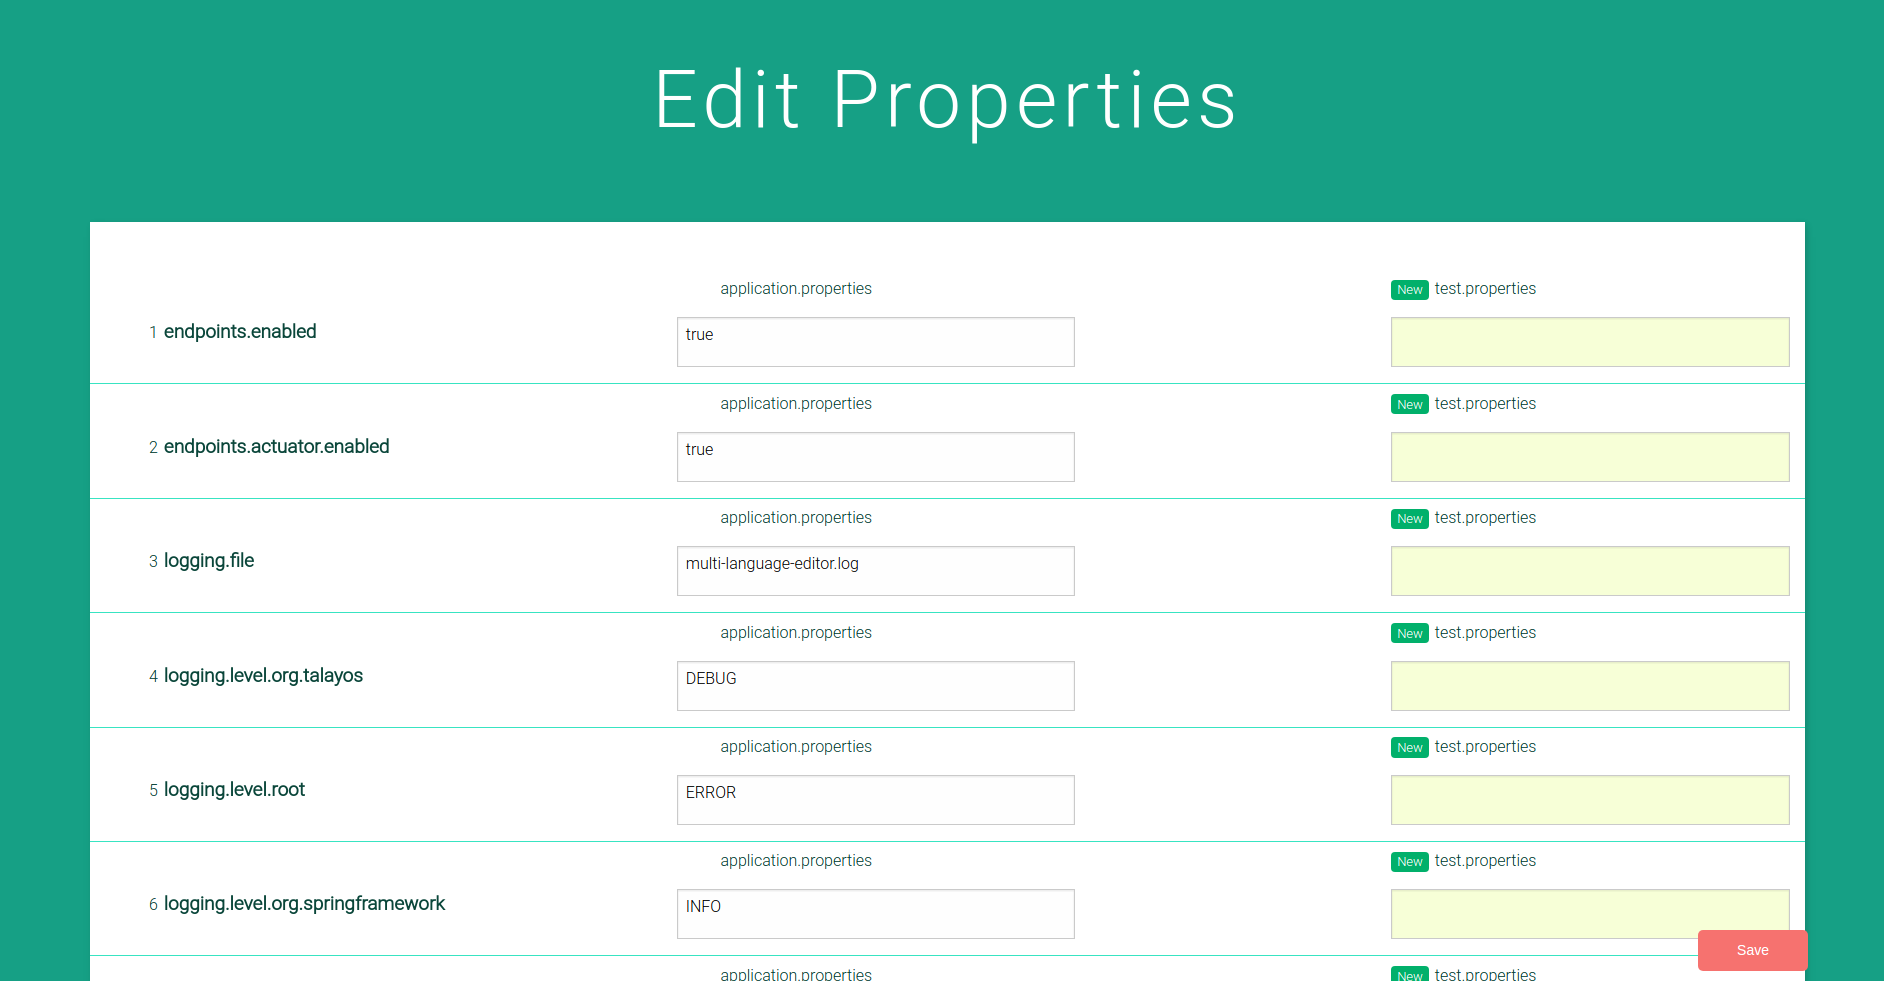 Edit Properties
application.properties New test.properties
1 endpoints.enabled true
application.properties New test.properties
2 endpoints.actuator.enabled true
application.properties New test.properties
3 logging.file multi-language-editor.log
application.properties New test.properties
4 logging.level.org.talayos DEBUG
application.properties New test.properties
5 logging.level.root ERROR
application.properties New test.properties
6 logging.level.org.springframework INFO
Save
application.properties New test.properties